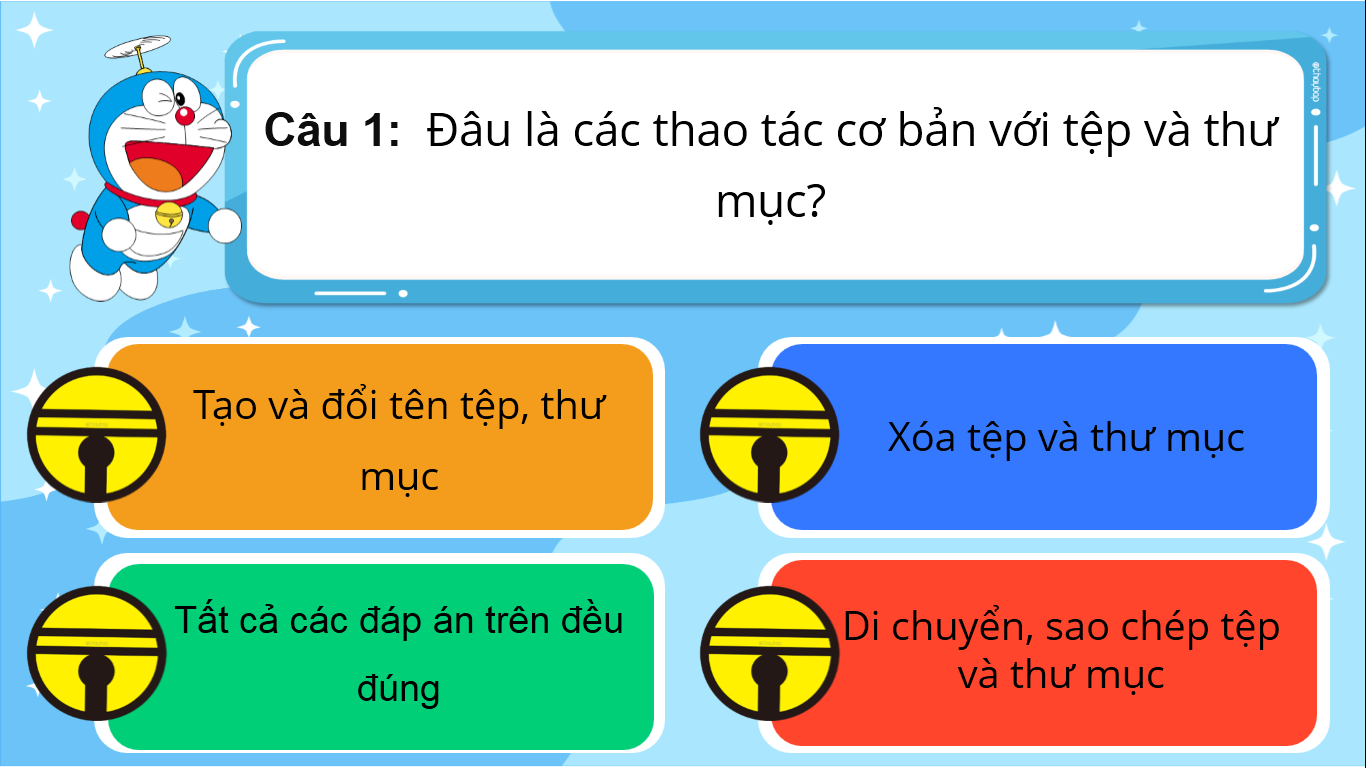 Câu 1: Đâu là các thao tác cơ bản với tệp và thư
mục?
Tạo và đổi tên tệp, thư
mục
Xóa tệp và thư mục
Tất cả các đáp án trên đều
đúng
Di chuyển, sao chép tệp
và thư mục